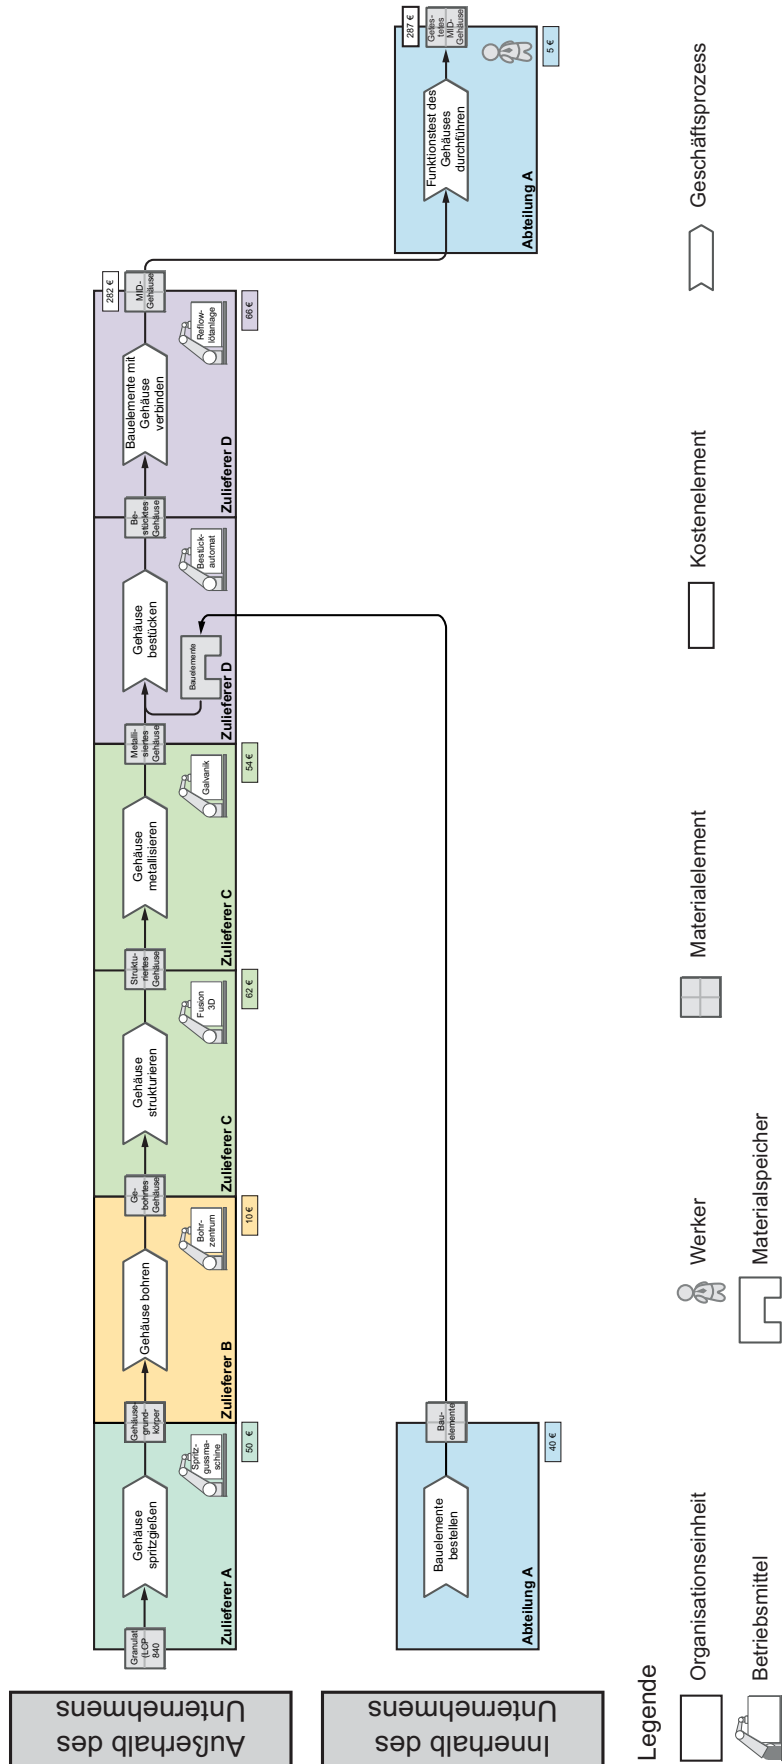 Außerhalb des
Unternehmens
Granulat
(LCP
840
Gehäuse
spritzgießen
Spritz-
gussma-
schine
Zulieferer A
50 €
Gehäuse-
grund-
körper
Gehäuse bohren
Bohr-
zentrum
Zulieferer B
10 €
Ge-
bohrtes
Gehäuse
Gehäuse
strukturieren
Fusion
3D
Zulieferer C
62 €
Struktu-
riertes
Gehäuse
Gehäuse
metallisieren
Galvanik
Zulieferer C
54 €
Metalli-
siertes
Gehäuse
Gehäuse
bestücken
Bauelemente
Bestück-
automat
Zulieferer D
Be-
stücktes
Gehäuse
Bauelemente mit
Gehäuse
verbinden
Reflow-
lötanlage
Zulieferer D
66 €
282 €
MID-
Gehäuse
Innerhalb des
Unternehmens
Bauelemente
bestellen
Abteilung A
40 €
Bau-
elemente
Funktionstest des
Gehäuses
durchführen
Abteilung A
5 €
287 €
Getes-
tetes
MID-
Gehäuse
Legende
Organisationseinheit
Werker
Materialelement
Kostenelement
Geschäftsprozess
Betriebsmittel
Materialspeicher